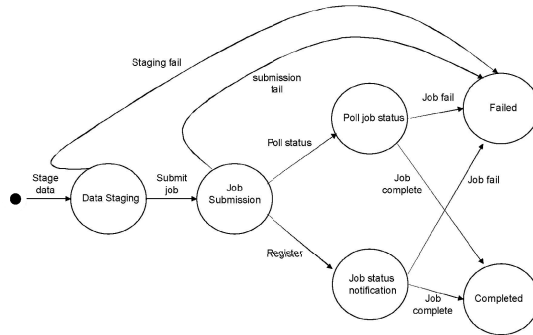 Staging fail
submission
fail
Job fail
Failed
Poll job status
Poll status
Stage
data
Submit
job
Data Staging
Job
Submission
Job
complete
Job fail
Register
Job status
notification
Job
complete
Completed